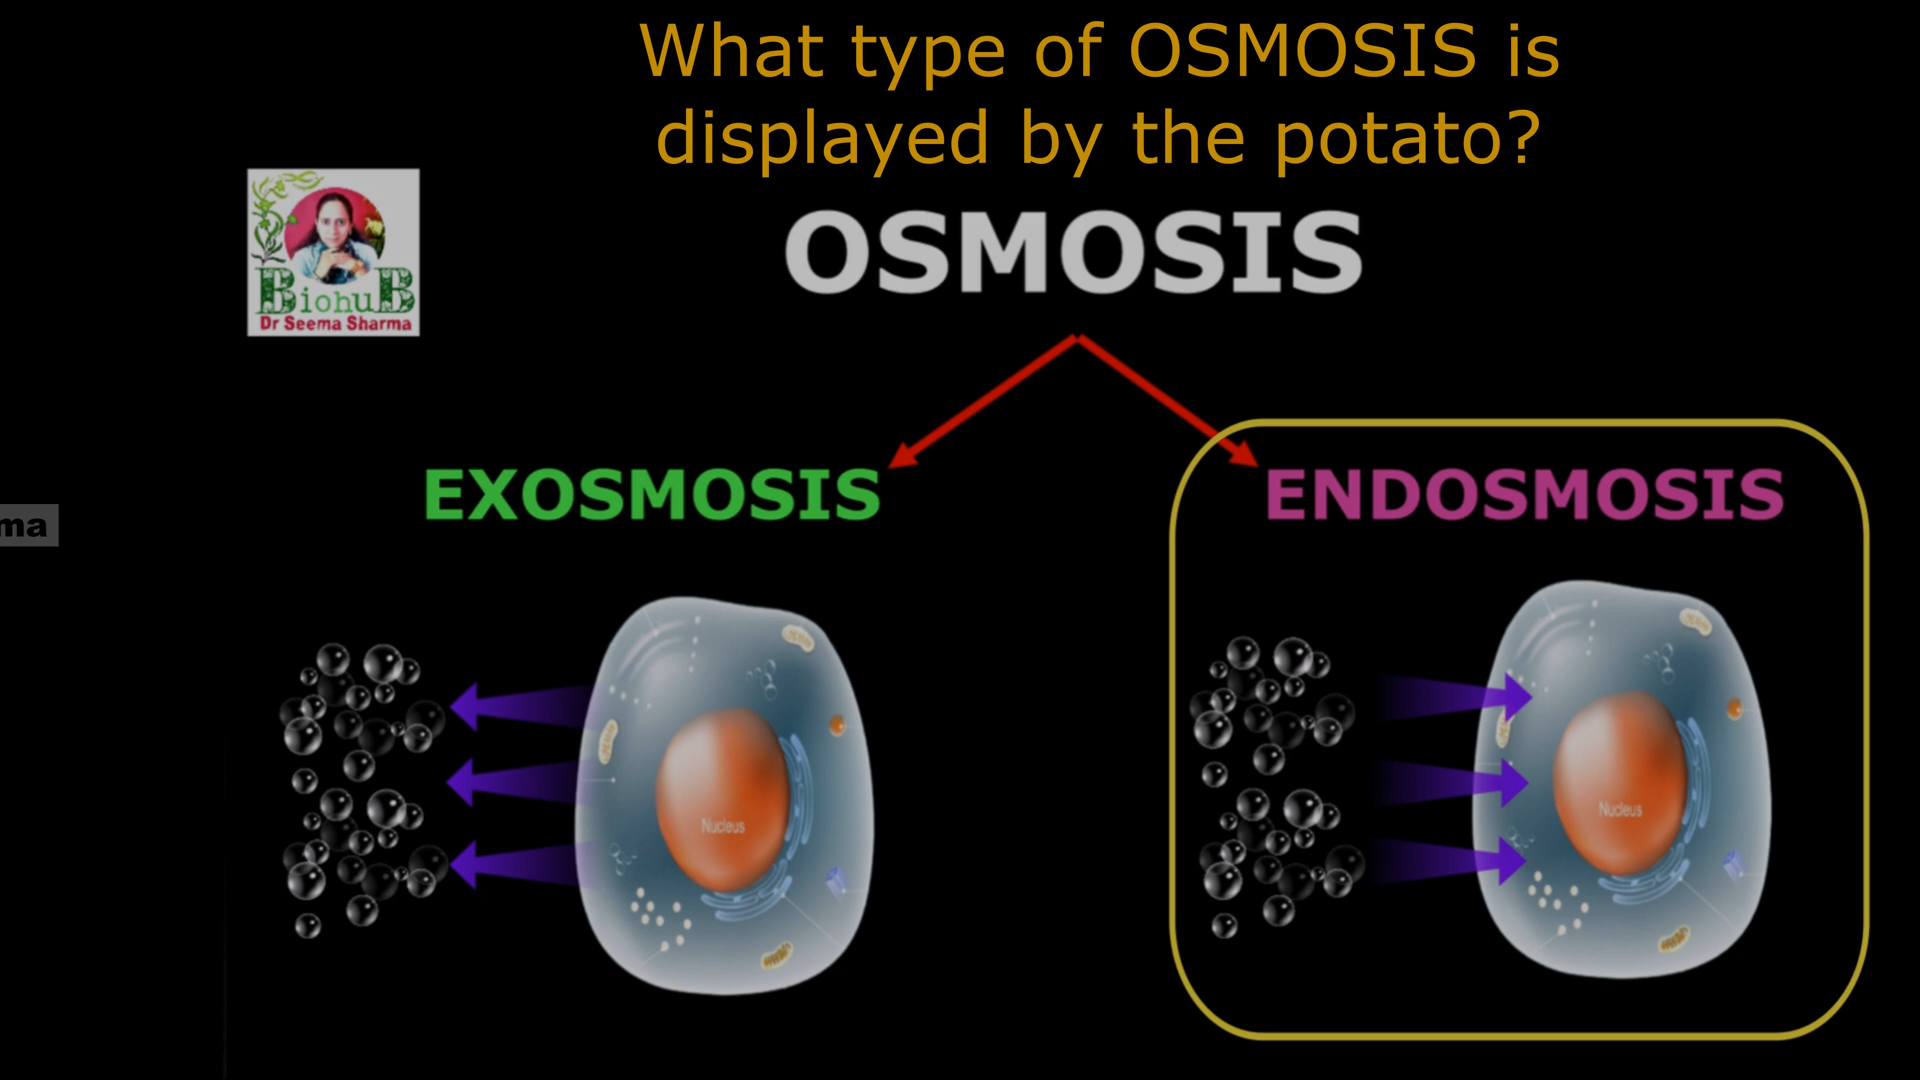 What type of OSMOSIS is
displayed by the potato?
BiohuB
Dr Seema Sharma
OSMOSIS
EXOSMOSIS
ENDOSMOSIS
ma
Nucleus
Nucleus